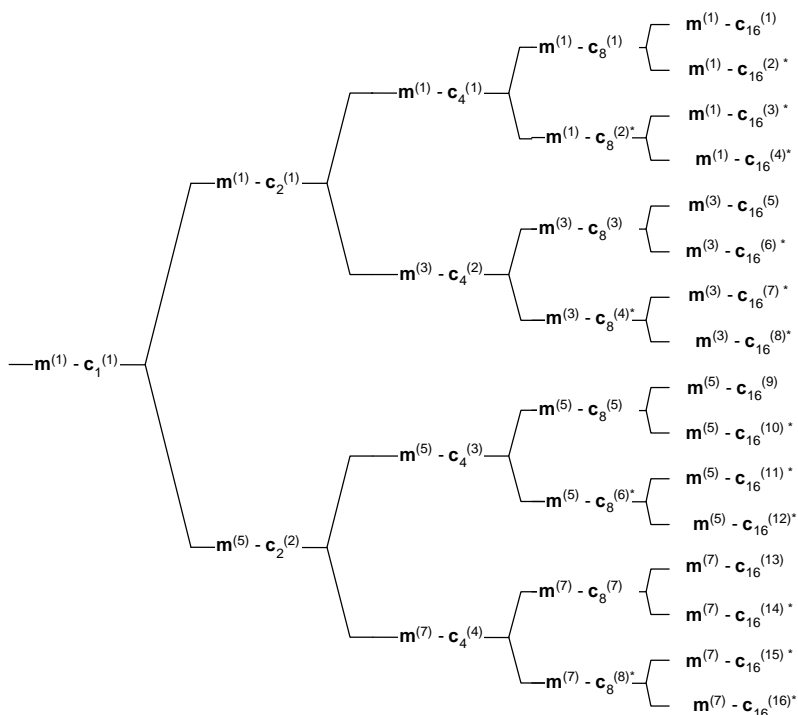 m(1) - c16(1)
m(1) - c8(1)
m(1) - c16(2) *
m(1) - c4(1)
m(1) - c16(3) *
m(1) - c8(2)*
m(1) - c16(4)*
m(1) - c2(1)
m(3) - c16(5)
m(3) - c8(3)
m(3) - c16(6) *
m(3) - c4(2)
m(3) - c16(7) *
m(3) - c8(4)*
m(3) - c16(8)*
m(1) - c1(1)
m(5) - c16(9)
m(5) - c8(5)
m(5) - c16(10) *
m(5) - c4(3)
m(5) - c16(11) *
m(5) - c8(6)*
m(5) - c16(12)*
m(5) - c2(2)
m(7) - c16(13)
m(7) - c8(7)
m(7) - c16(14) *
m(7) - c4(4)
m(7) - c16(15) *
m(7) - c8(8)*
m(7) - c16(16)*